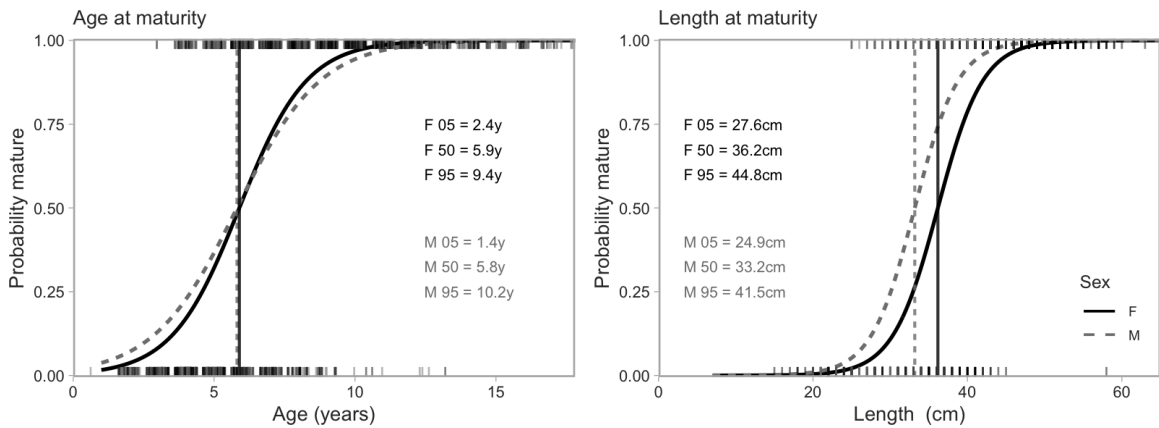 Age at maturity
Probability mature
1.00
0.75
0.50
0.25
0.00
F 05 = 2.4y
F 50 = 5.9y
F 95 = 9.4y
M 05 = 1.4y
M 50 = 5.8y
M 95 = 10.2y
0
5
10
15
Age (years)
Length at maturity
Probability mature
1.00
0.75
0.50
0.25
0.00
F 05 = 27.6cm
F 50 = 36.2cm
F 95 = 44.8cm
M 05 = 24.9cm
M 50 = 33.2cm
M 95 = 41.5cm
Sex
F
M
0
20
40
60
Length (cm)